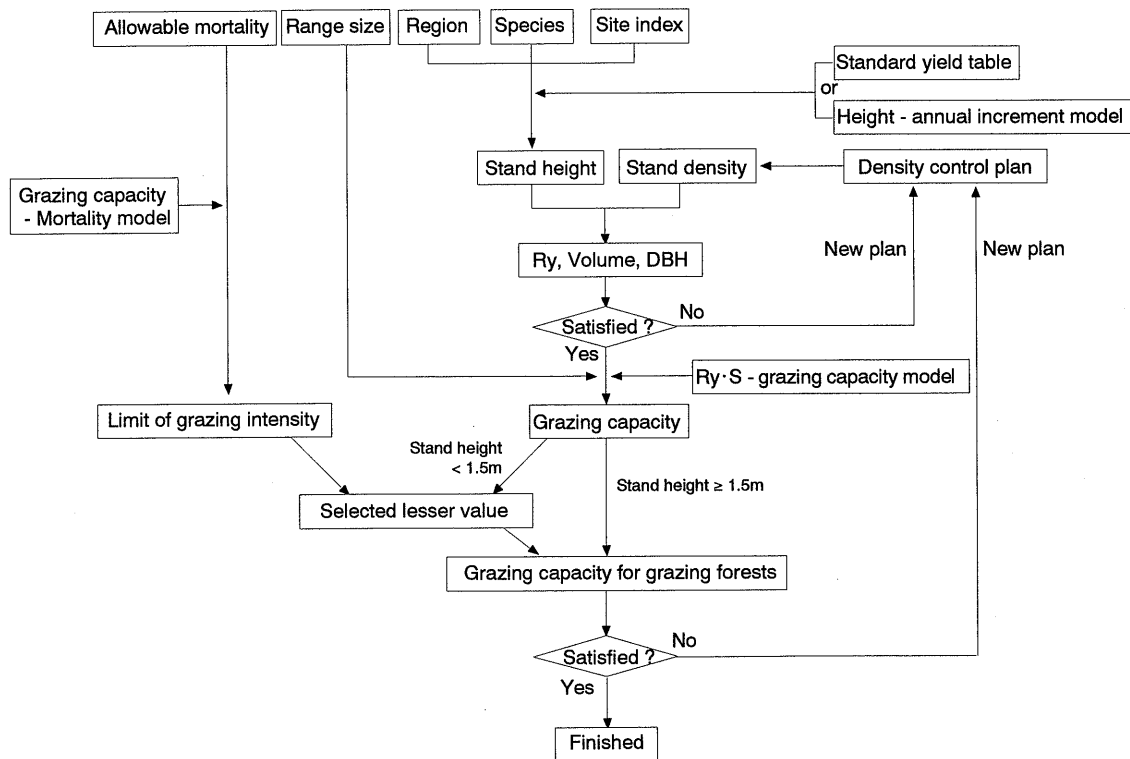 Allowable mortality
Range size
Region
Species
Site index
Standard yield table
or
Height - annual increment model
Stand height
Stand density
Density control plan
Grazing capacity
- Mortality model
New plan
New plan
Ry, Volume, DBH
No
Satisfied ?
Yes
Ry·S - grazing capacity model
Limit of grazing intensity
Grazing capacity
Stand height
< 1.5m
Stand height ≥ 1.5m
Selected lesser value
Grazing capacity for grazing forests
No
Satisfied ?
Yes
Finished